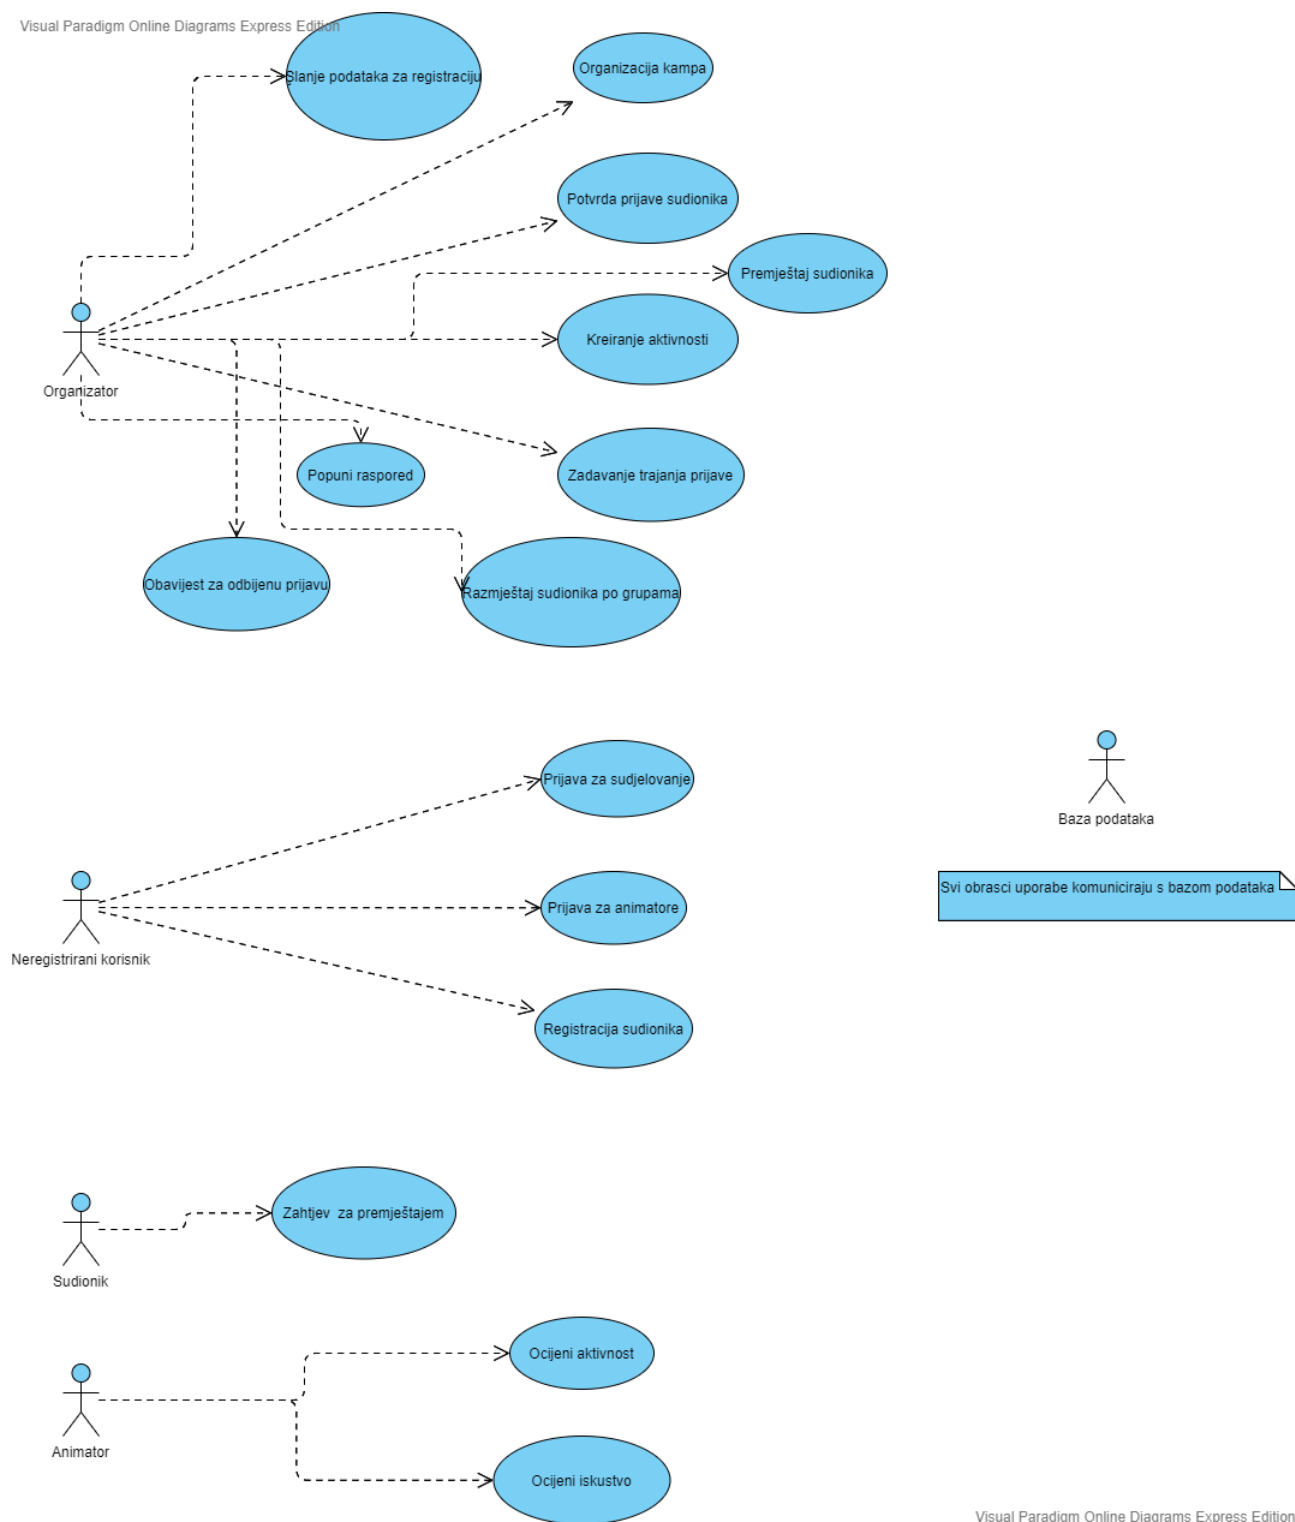 Visual Paradigm Online Diagrams Express Edition
Slanje podataka za registraciju
Organizacija kampa
Potvrda prijave sudionika
Premještaj sudionika
Kreiranje aktivnosti
Organizator
Popuni raspored
Zadavanje trajanja prijave
Obavijest za odbijenu prijavu
Razmještaj sudionika po grupama
Prijava za sudjelovanje
Baza podataka
Svi obrasci uporabe komuniciraju s bazom podataka
Prijava za animatore
Neregistrirani korisnik
Registracija sudionika
Zahtjev  za premještajem
Sudionik
Ocijeni aktivnost
Animator
Ocijeni iskustvo
Visual Paradigm Online Diagrams Express Edition